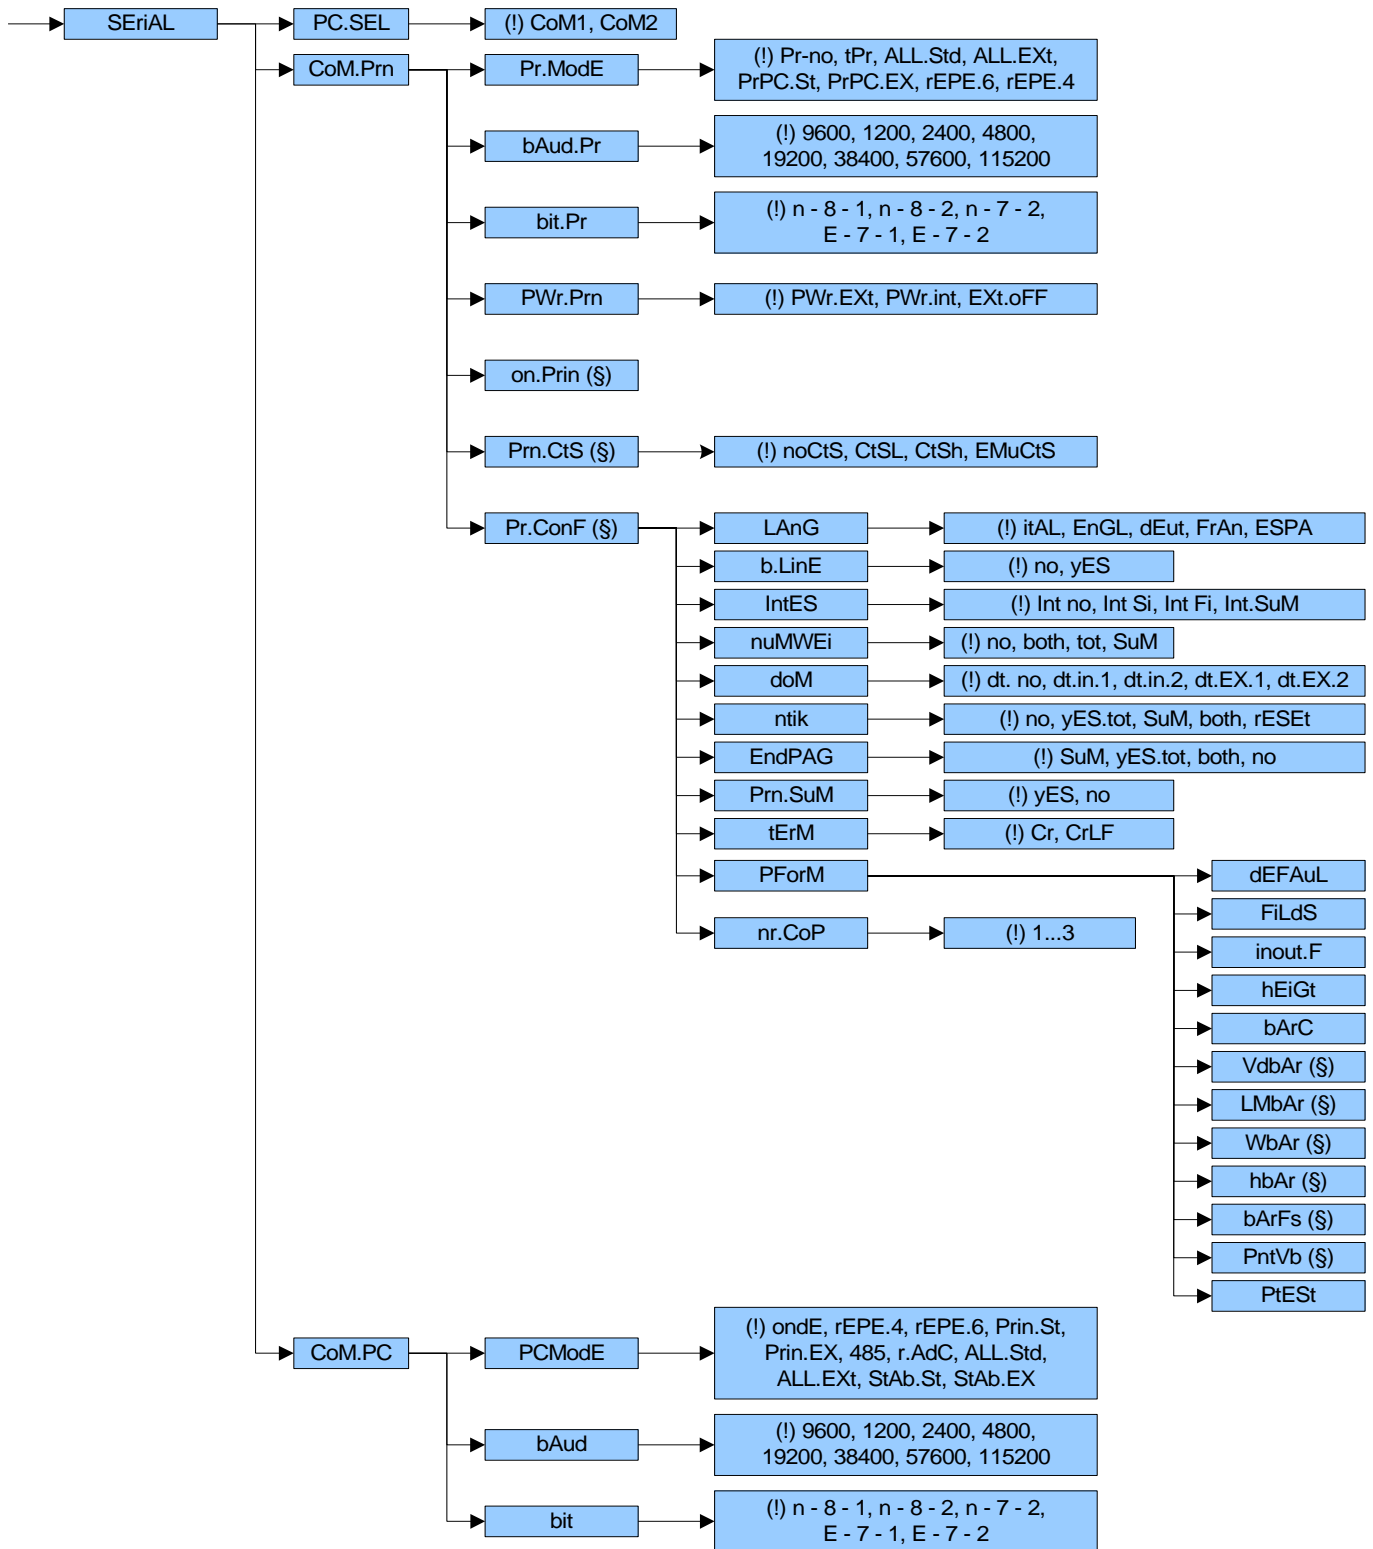 SEriAL
PC.SEL
(!) CoM1, CoM2
CoM.Prn
Pr.ModE
(!) Pr-no, tPr, ALL.Std, ALL.EXt,
PrPC.St, PrPC.EX, rEPE.6, rEPE.4
bAud.Pr
(!) 9600, 1200, 2400, 4800,
19200, 38400, 57600, 115200
bit.Pr
(!) n - 8 - 1, n - 8 - 2, n - 7 - 2,
E - 7 - 1, E - 7 - 2
PWr.Prn
(!) PWr.EXt, PWr.int, EXt.oFF
on.Prin (§)
Prn.CtS (§)
(!) noCtS, CtSL, CtSh, EMuCtS
Pr.ConF (§)
LAnG
(!) itAL, EnGL, dEut, FrAn, ESPA
b.LinE
(!) no, yES
IntES
(!) Int no, Int Si, Int Fi, Int.SuM
nuMWEi
(!) no, both, tot, SuM
doM
(!) dt. no, dt.in.1, dt.in.2, dt.EX.1, dt.EX.2
ntik
(!) no, yES.tot, SuM, both, rESEt
EndPAG
(!) SuM, yES.tot, both, no
Prn.SuM
(!) yES, no
tErM
(!) Cr, CrLF
PForM
dEFAuL
FiLdS
inout.F
hEiGt
bArC
VdbAr (§)
LMbAr (§)
WbAr (§)
hbAr (§)
bArFs (§)
PntVb (§)
PtESt
nr.CoP
(!) 1...3
CoM.PC
PCModE
(!) ondE, rEPE.4, rEPE.6, Prin.St,
Prin.EX, 485, r.AdC, ALL.Std,
ALL.EXt, StAb.St, StAb.EX
bAud
(!) 9600, 1200, 2400, 4800,
19200, 38400, 57600, 115200
bit
(!) n - 8 - 1, n - 8 - 2, n - 7 - 2,
E - 7 - 1, E - 7 - 2